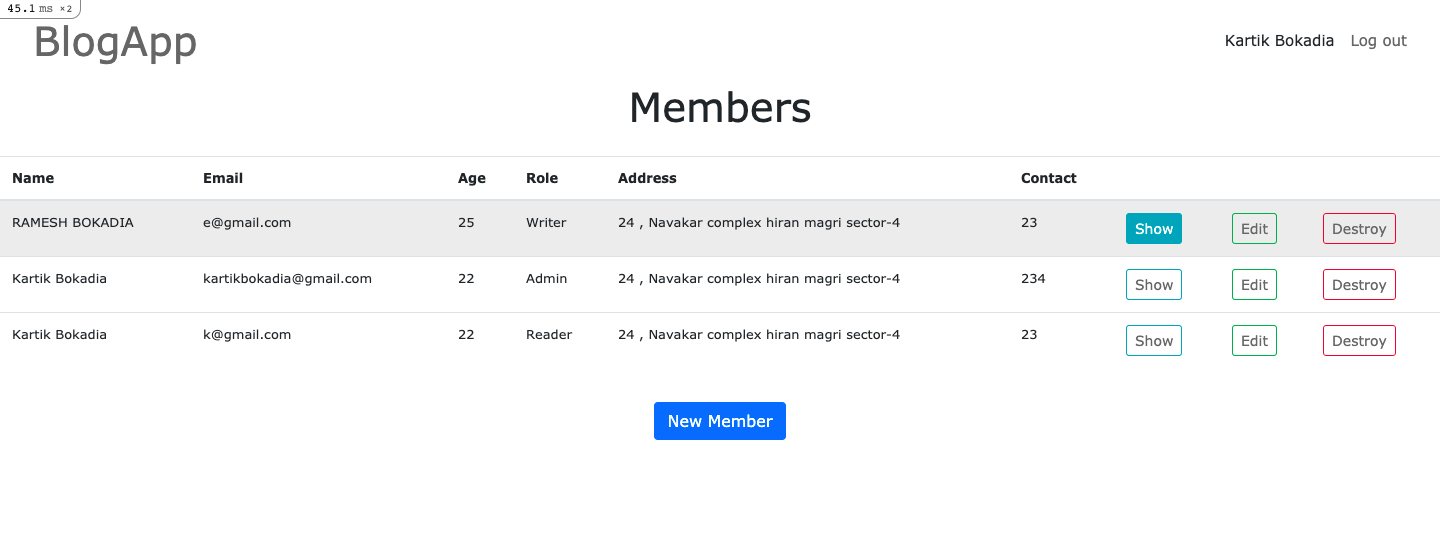 45.1 ms ×2
BlogApp
Kartik Bokadia Log out
Members
Name Email Age Role Address Contact
RAMESH BOKADIA e@gmail.com 25 Writer 24 , Navakar complex hiran magri sector-4 23 Show Edit Destroy
Kartik Bokadia kartikbokadia@gmail.com 22 Admin 24 , Navakar complex hiran magri sector-4 234 Show Edit Destroy
Kartik Bokadia k@gmail.com 22 Reader 24 , Navakar complex hiran magri sector-4 23 Show Edit Destroy
New Member